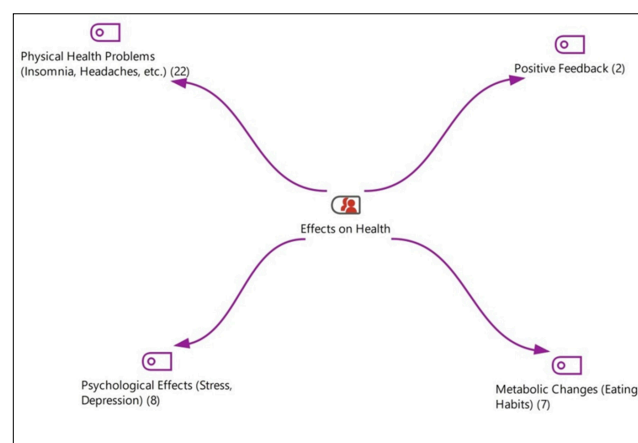 Physical Health Problems
(Insomnia, Headaches, etc.) (22)
Positive Feedback (2)
Effects on Health
Psychological Effects (Stress,
Depression) (8)
Metabolic Changes (Eating
Habits) (7)